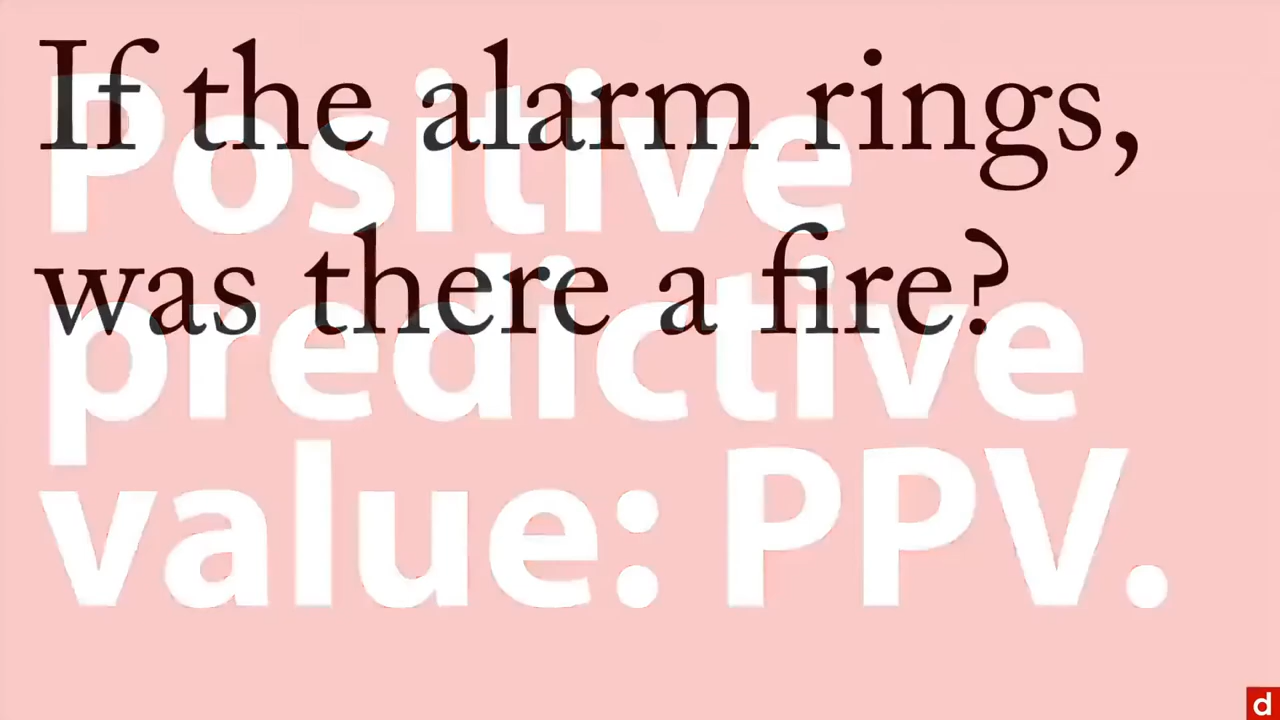 If the alarm rings,
was there a fire?
Positive
predictive
value: PPV.
d